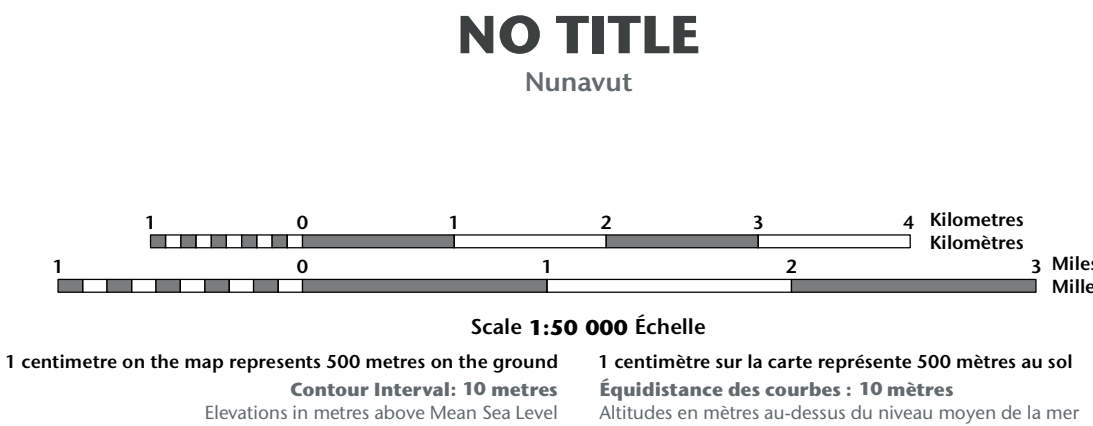 NO TITLE
Nunavut
1 0 1 2 3 4 Kilometres
Kilomètres
1 0 1 2 3 Miles
Mille
Scale 1:50 000 Échelle
1 centimetre on the map represents 500 metres on the ground
Contour Interval: 10 metres
Elevations in metres above Mean Sea Level
1 centimètre sur la carte représente 500 mètres au sol
Équidistance des courbes : 10 mètres
Altitudes en mètres au-dessus du niveau moyen de la mer